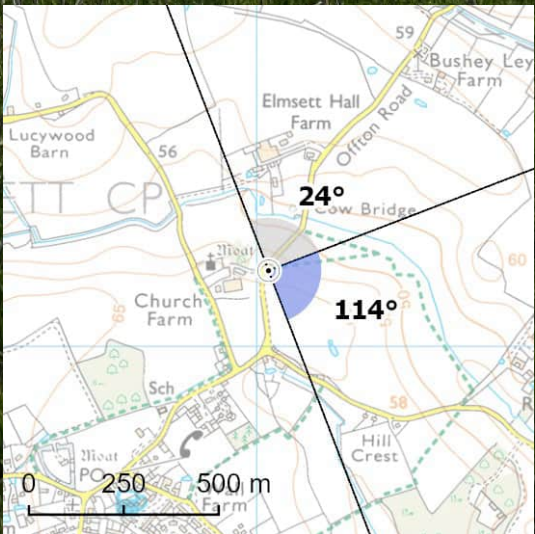 59
Bushey Ley
Farm
Elmsett Hall
Farm
Offton Road
Lucywood
Barn
56
TT CP
24°
Cow Bridge
Moat
60
Church
Farm
65
114°
Sch
58
Hill
Crest
Moat
PO
Farm
0 250 500 m